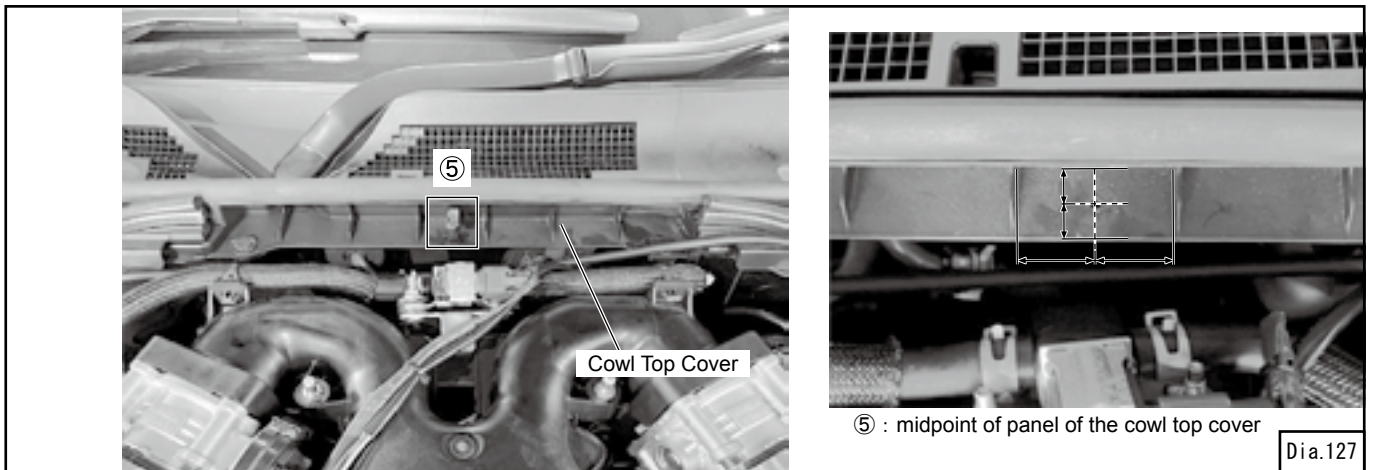 ⑤
Cowl Top Cover
⑤ : midpoint of panel of the cowl top cover
Dia.127